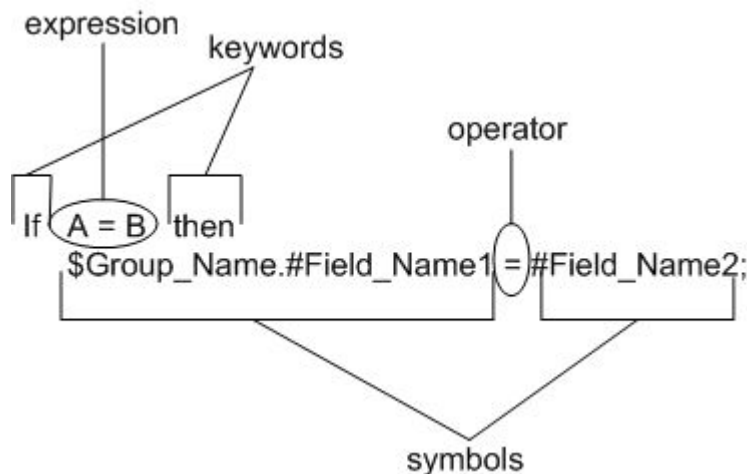 expression
keywords
operator
If A = B then
$Group_Name.#Field_Name1 = #Field_Name2;
symbols